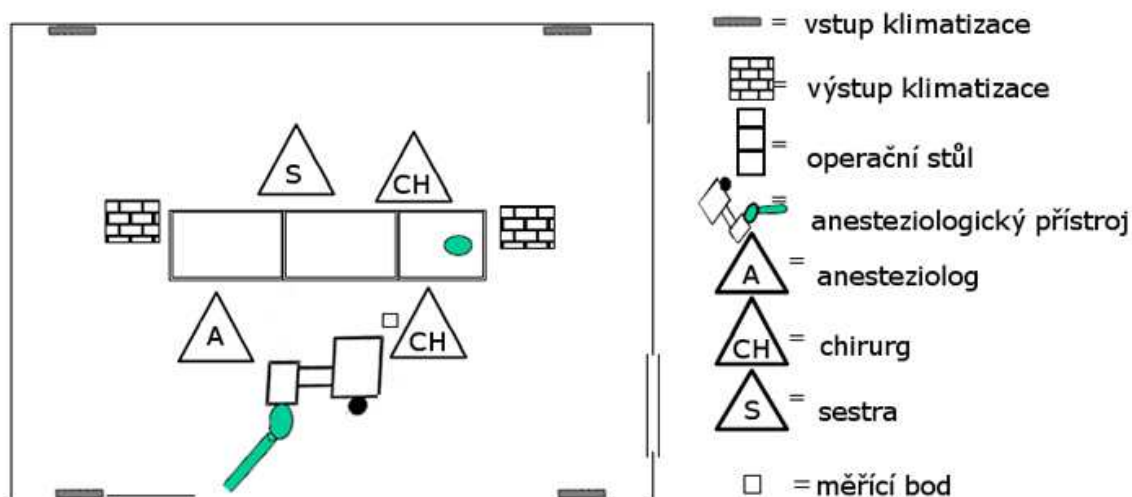 S
CH
A
CH
= vstup klimatizace
= výstup klimatizace
= operační stůl
= anesteziologický přístroj
A = anesteziolog
CH = chirurg
S = sestra
= měřící bod